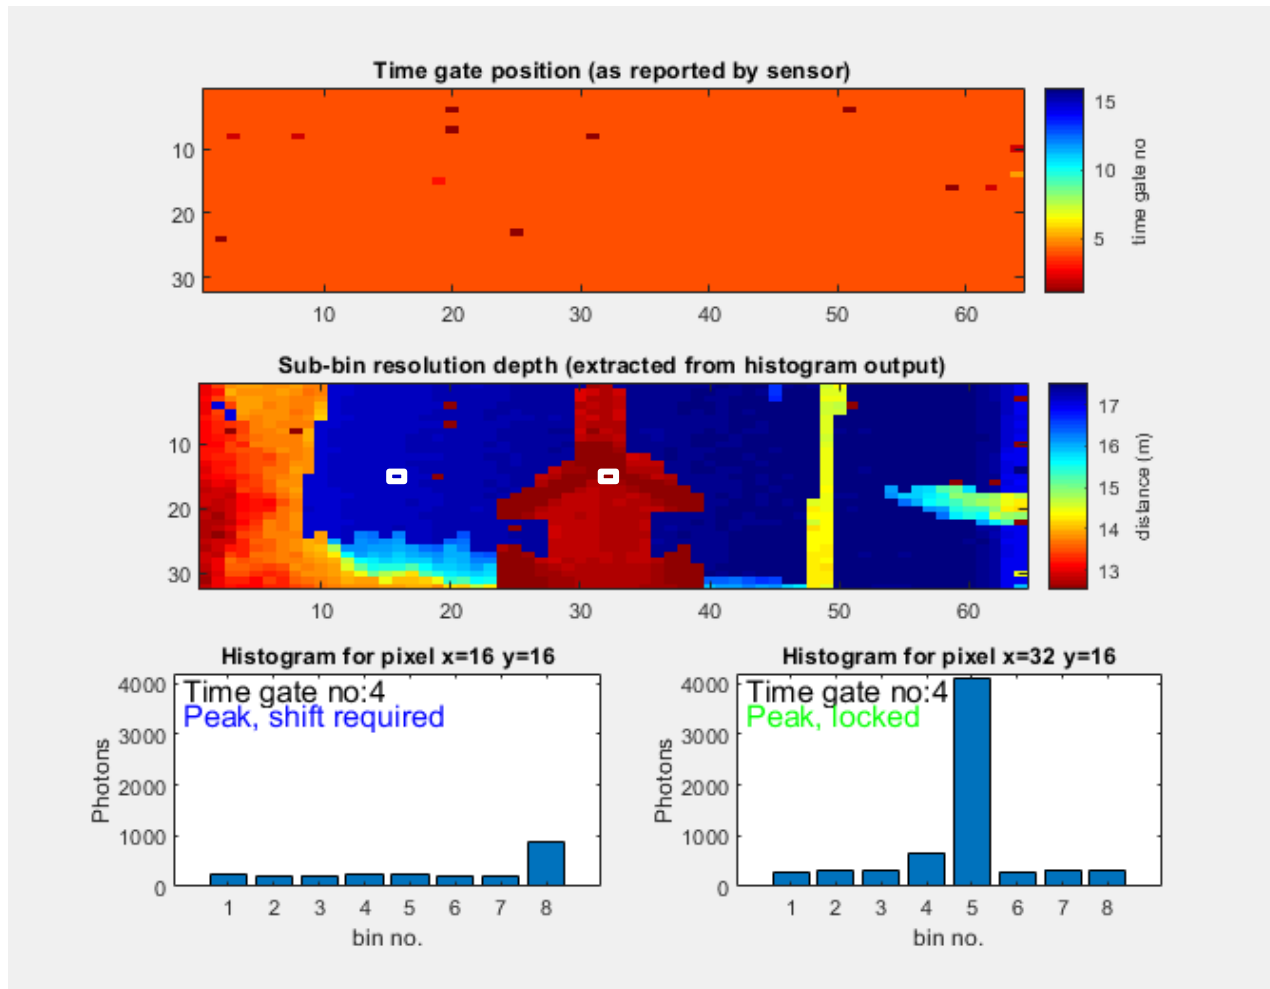 Time gate position (as reported by sensor)
10
20
30
10
20
30
40
50
60
15
10
5
time gate no
Sub-bin resolution depth (extracted from histogram output)
10
20
30
10
20
30
40
50
60
17
16
15
14
13
distance (m)
Histogram for pixel x=16 y=16
4000
3000
2000
1000
0
Photons
Time gate no:4
Peak, shift required
1 2 3 4 5 6 7 8
bin no.
Histogram for pixel x=32 y=16
4000
3000
2000
1000
0
Photons
Time gate no:4
Peak, locked
1 2 3 4 5 6 7 8
bin no.